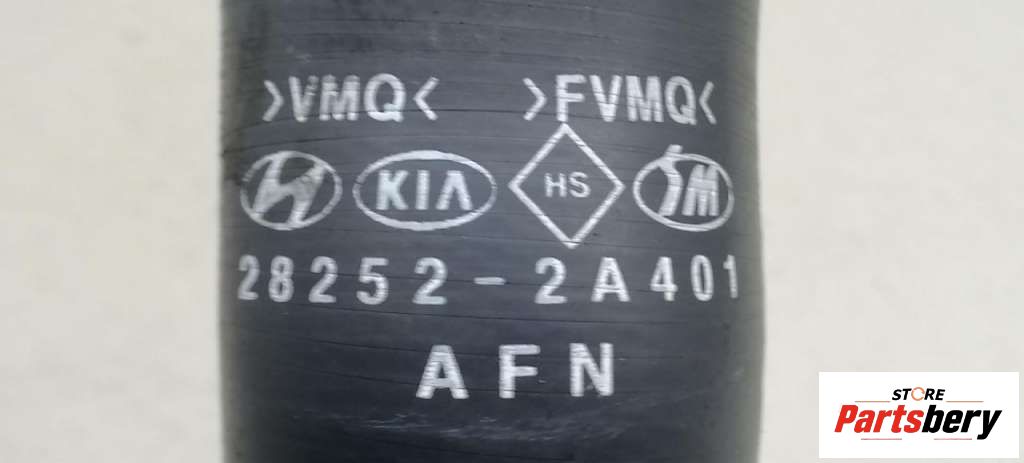 >VMQ< >FVMQ<
KIA HS
28252-2A401
AFN
STORE
Partsbery